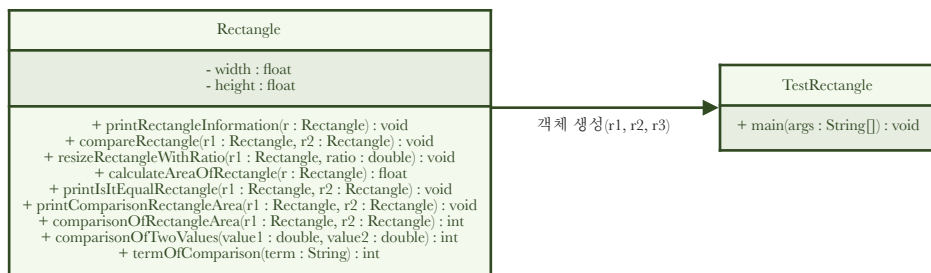 Rectangle
- width : float
- height : float
+ printRectangleInformation(r : Rectangle) : void
+ compareRectangle(r1 : Rectangle, r2 : Rectangle) : void
+ resizeRectangleWithRatio(r1 : Rectangle, ratio : double) : void
+ calculateAreaOfRectangle(r : Rectangle) : float
+ printIsItEqualRectangle(r1 : Rectangle, r2 : Rectangle) : void
+ printComparisonRectangleArea(r1 : Rectangle, r2 : Rectangle) : void
+ comparisonOfRectangleArea(r1 : Rectangle, r2 : Rectangle) : int
+ comparisonOfTwoValues(value1 : double, value2 : double) : int
+ termOfComparison(term : String) : int
객체 생성(r1, r2, r3)
TestRectangle
+ main(args : String[]) : void